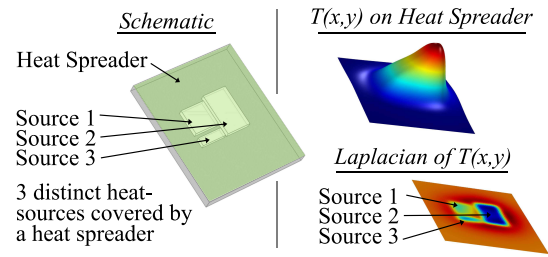 Schematic
Heat Spreader
Source 1
Source 2
Source 3
3 distinct heat-
sources covered by
a heat spreader
T(x,y) on Heat Spreader
Laplacian of T(x,y)
Source 1
Source 2
Source 3